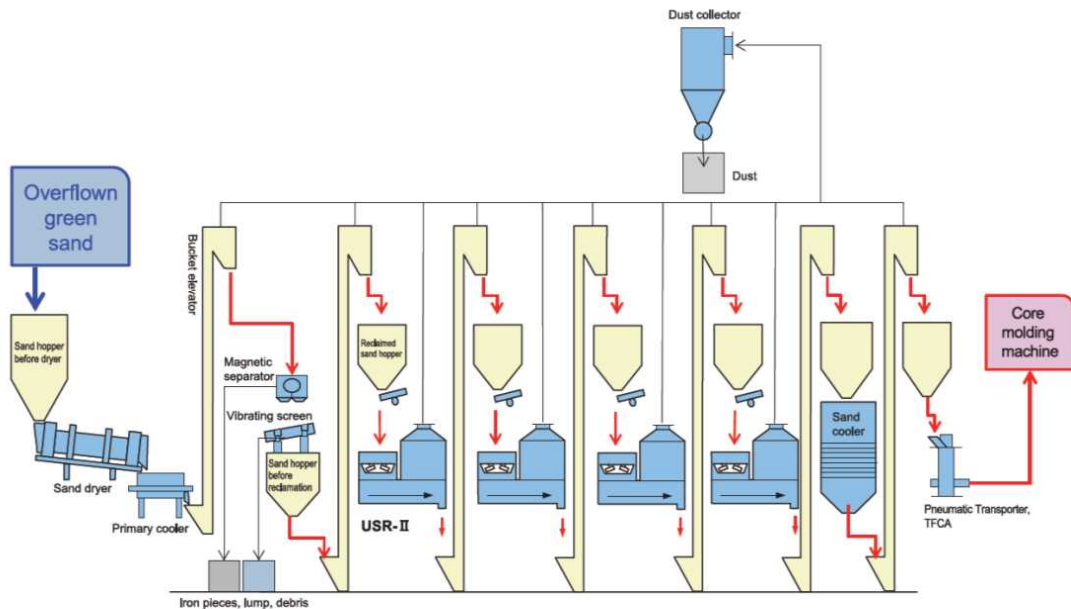 Dust collector
Dust
Overflown
green
sand
Bucket elevator
Sand hopper
before dryer
Sand dryer
Primary cooler
Magnetic
separator
Vibrating screen
Sand hopper
before
reclamation
Iron pieces, lump, debris
Reclaimed
sand hopper
USR-II
Sand
cooler
Pneumatic Transporter,
TFCA
Core
molding
machine